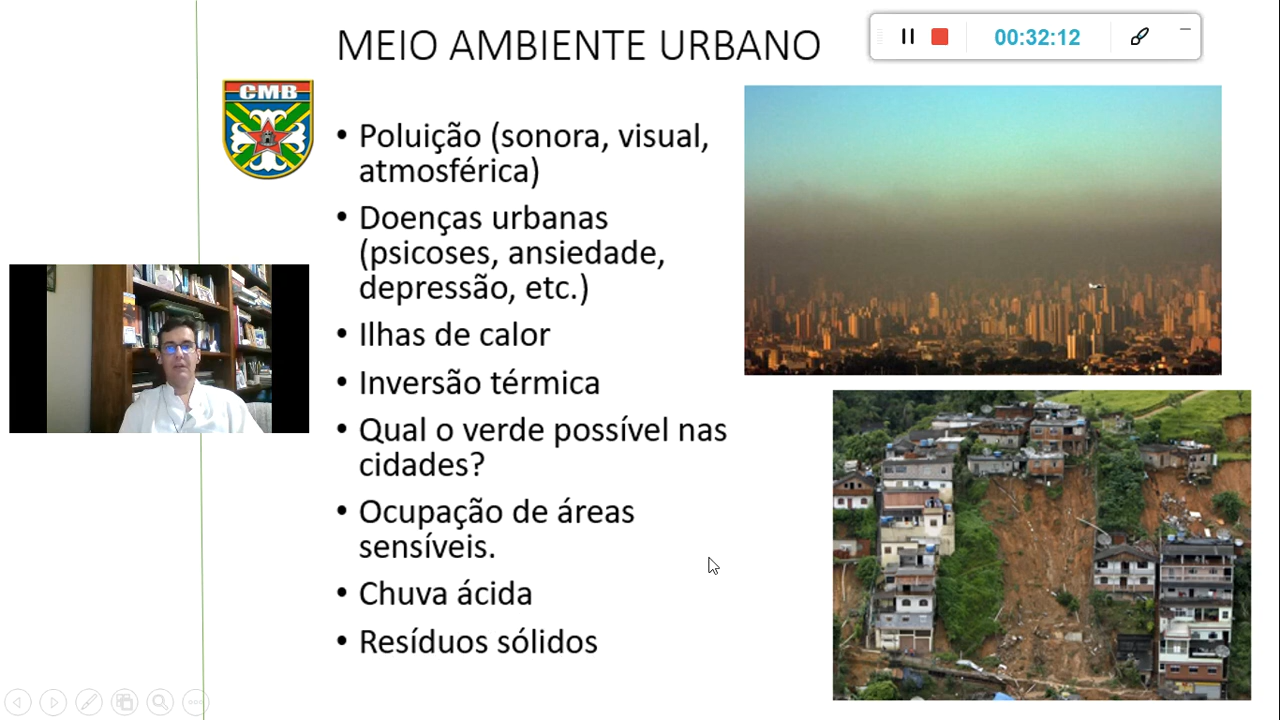 MEIO AMBIENTE URBANO
00:32:12
CMB
• Poluição (sonora, visual,
atmosférica)
• Doenças urbanas
(psicoses, ansiedade,
depressão, etc.)
• Ilhas de calor
• Inversão térmica
• Qual o verde possível nas
cidades?
• Ocupação de áreas
sensíveis.
• Chuva ácida
• Resíduos sólidos